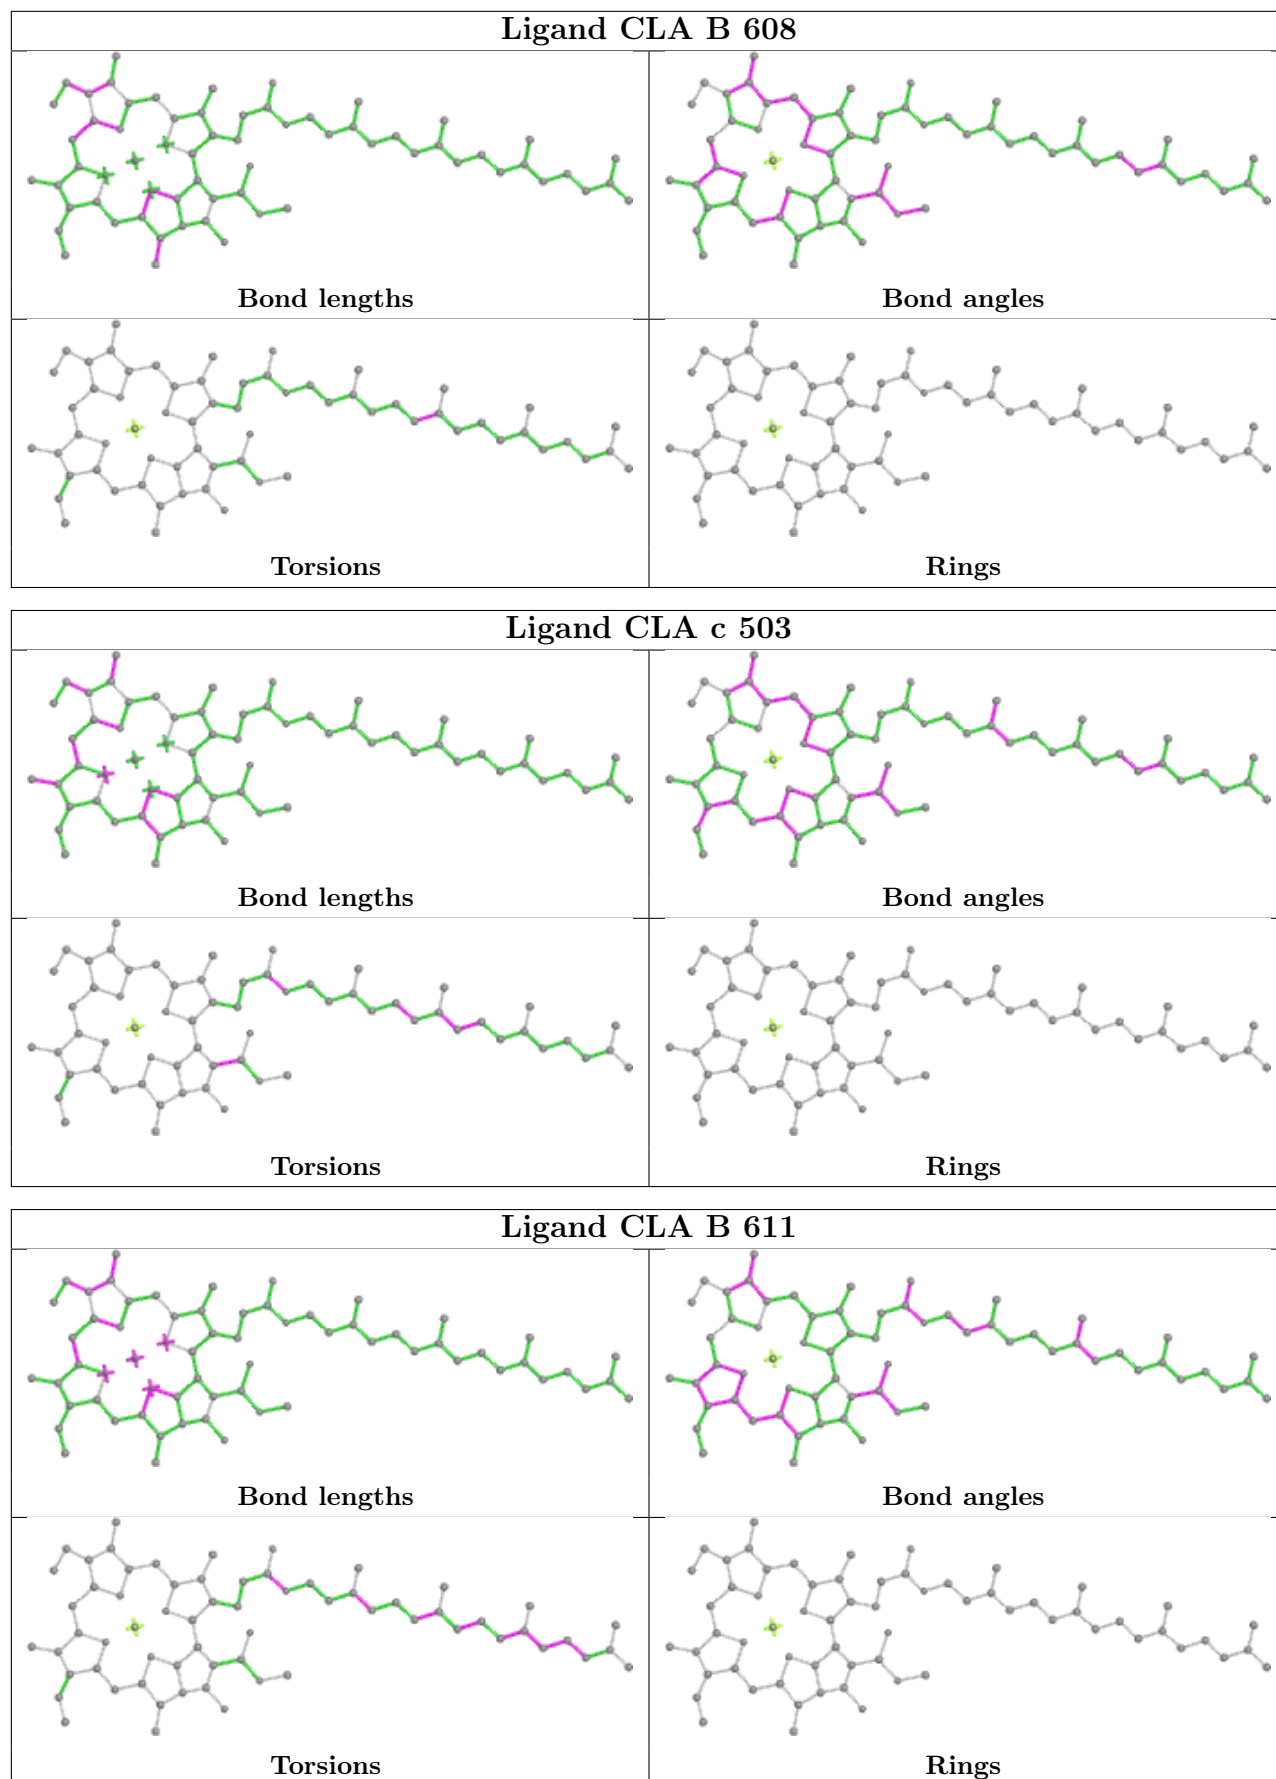 Ligand CLA B 608
Bond lengths
Bond angles
Torsions
Rings
Ligand CLA c 503
Bond lengths
Bond angles
Torsions
Rings
Ligand CLA B 611
Bond lengths
Bond angles
Torsions
Rings